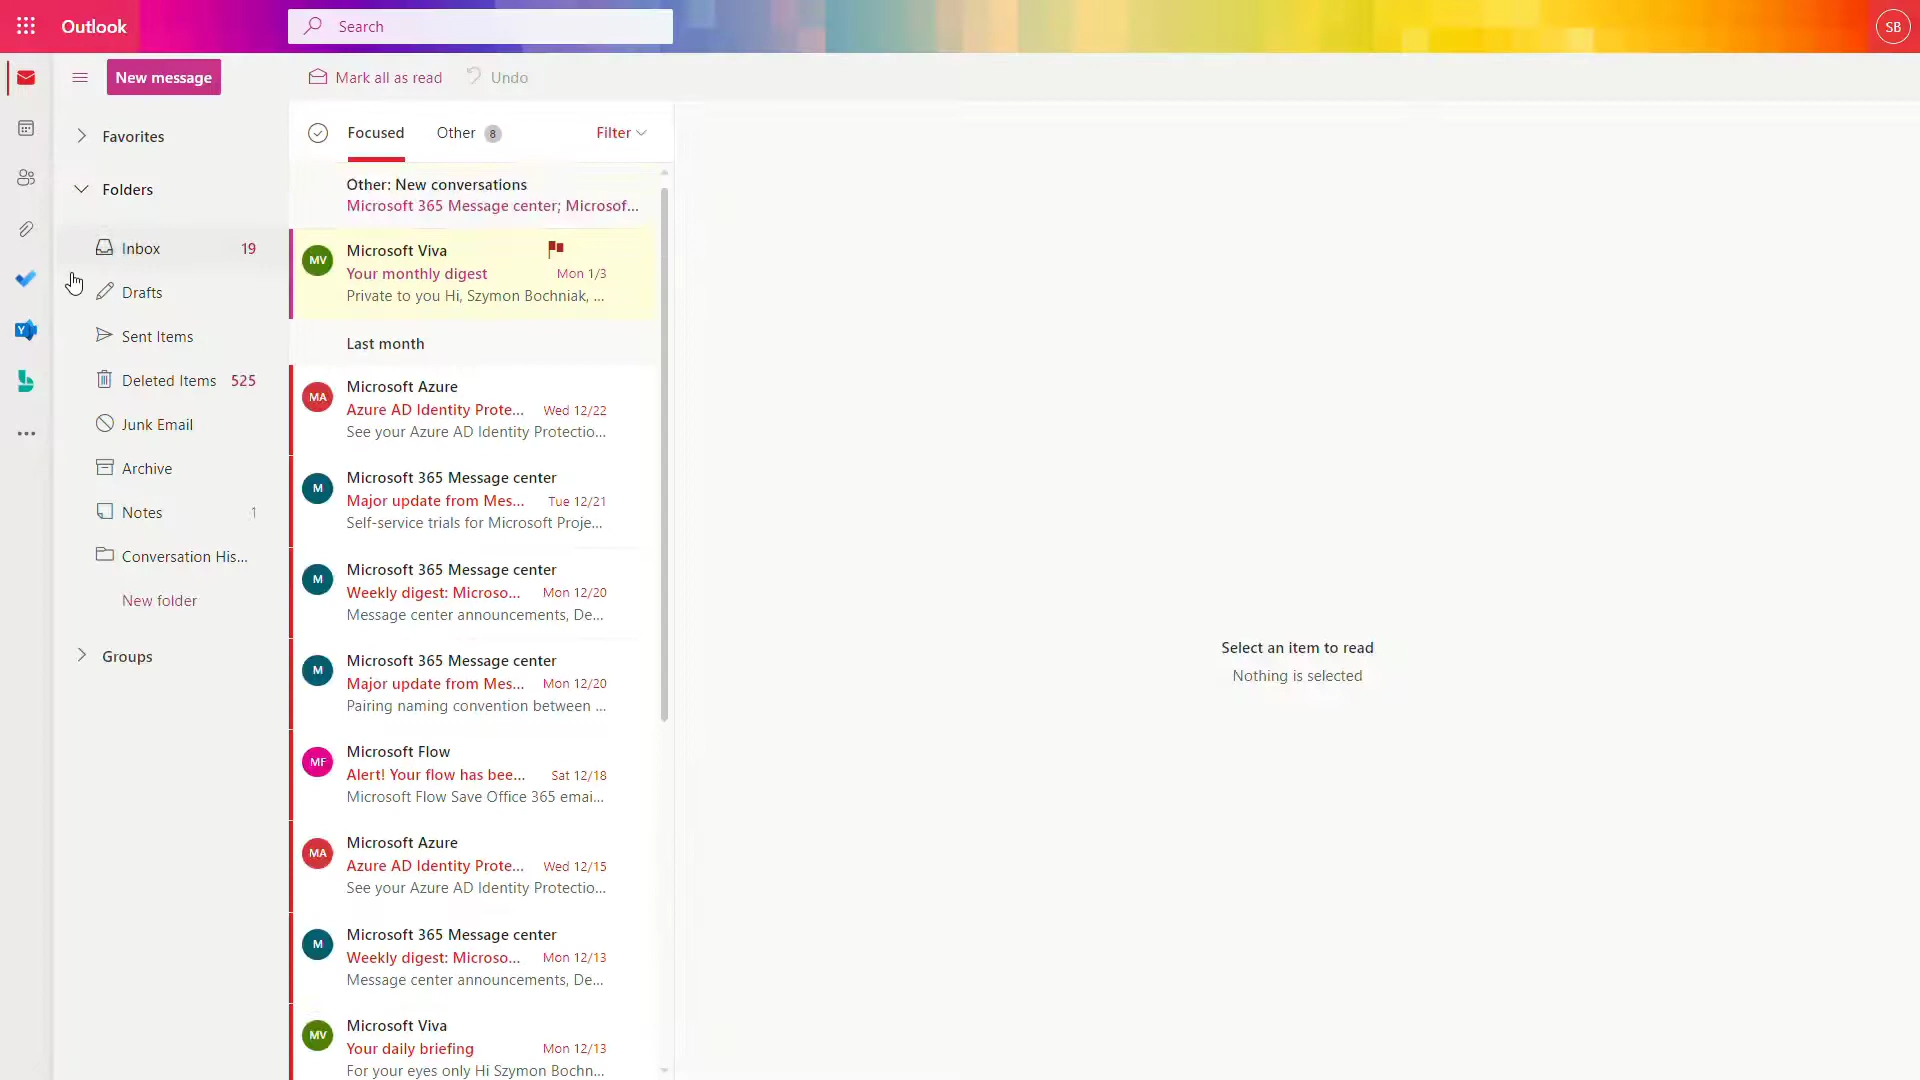 Outlook
Search
SB
New message
Mark all as read
Undo
Favorites
Folders
Inbox 19
Drafts
Sent Items
Deleted Items 525
Junk Email
Archive
Notes 1
Conversation His...
New folder
Groups
Focused
Other 8
Filter
Other: New conversations
Microsoft 365 Message center; Microsof...
MV
Microsoft Viva
Your monthly digest Mon 1/3
Private to you Hi, Szymon Bochniak, ...
Last month
MA
Microsoft Azure
Azure AD Identity Prote... Wed 12/22
See your Azure AD Identity Protectio...
M
Microsoft 365 Message center
Major update from Mes... Tue 12/21
Self-service trials for Microsoft Proje...
M
Microsoft 365 Message center
Weekly digest: Microso... Mon 12/20
Message center announcements, De...
M
Microsoft 365 Message center
Major update from Mes... Mon 12/20
Pairing naming convention between ...
MF
Microsoft Flow
Alert! Your flow has bee... Sat 12/18
Microsoft Flow Save Office 365 emai...
MA
Microsoft Azure
Azure AD Identity Prote... Wed 12/15
See your Azure AD Identity Protectio...
M
Microsoft 365 Message center
Weekly digest: Microso... Mon 12/13
Message center announcements, De...
MV
Microsoft Viva
Your daily briefing Mon 12/13
For your eyes only Hi Szymon Bochn...
Select an item to read
Nothing is selected